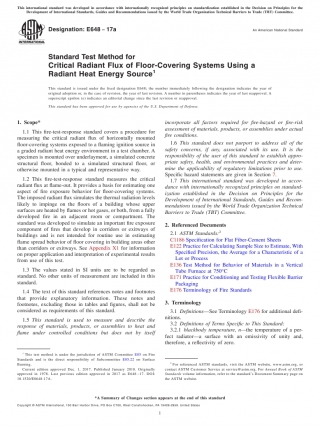 This international standard was developed in accordance with internationally recognized principles on standardization established in the Decision on Principles for the
Development of International Standards, Guides and Recommendations issued by the World Trade Organization Technical Barriers to Trade (TBT) Committee.
Designation: E648 − 17a
An American National Standard
Standard Test Method for
Critical Radiant Flux of Floor-Covering Systems Using a
Radiant Heat Energy Source1
This standard is issued under the fixed designation E648; the number immediately following the designation indicates the year of
original adoption or, in the case of revision, the year of last revision. A number in parentheses indicates the year of last reapproval. A
superscript epsilon (ε) indicates an editorial change since the last revision or reapproval.
This standard has been approved for use by agencies of the U.S. Department of Defense.
1. Scope*
1.1 This fire-test-response standard covers a procedure for
measuring the critical radiant flux of horizontally mounted
floor-covering systems exposed to a flaming ignition source in
a graded radiant heat energy environment in a test chamber. A
specimen is mounted over underlayment, a simulated concrete
structural floor, bonded to a simulated structural floor, or
otherwise mounted in a typical and representative way.
1.2 This fire-test-response standard measures the critical
radiant flux at flame-out. It provides a basis for estimating one
aspect of fire exposure behavior for floor-covering systems.
The imposed radiant flux simulates the thermal radiation levels
likely to impinge on the floors of a building whose upper
surfaces are heated by flames or hot gases, or both, from a fully
developed fire in an adjacent room or compartment. The
standard was developed to simulate an important fire exposure
component of fires that develop in corridors or exitways of
buildings and is not intended for routine use in estimating
flame spread behavior of floor covering in building areas other
than corridors or exitways. See Appendix X1 for information
on proper application and interpretation of experimental results
from use of this test.
1.3 The values stated in SI units are to be regarded as
standard. No other units of measurement are included in this
standard.
1.4 The text of this standard references notes and footnotes
that provide explanatory information. These notes and
footnotes, excluding those in tables and figures, shall not be
considered as requirements of this standard.
1.5 This standard is used to measure and describe the
response of materials, products, or assemblies to heat and
flame under controlled conditions but does not by itself
incorporate all factors required for fire-hazard or fire-risk
assessment of materials, products, or assemblies under actual
fire conditions.
1.6 This standard does not purport to address all of the
safety concerns, if any, associated with its use. It is the
responsibility of the user of this standard to establish appro-
priate safety, health, and environmental practices and deter-
mine the applicability of regulatory limitations prior to use.
Specific hazard statements are given in Section 7.
1.7 This international standard was developed in accor-
dance with internationally recognized principles on standard-
ization established in the Decision on Principles for the
Development of International Standards, Guides and Recom-
mendations issued by the World Trade Organization Technical
Barriers to Trade (TBT) Committee.
2. Referenced Documents
2.1 ASTM Standards:2
C1186 Specification for Flat Fiber-Cement Sheets
E122 Practice for Calculating Sample Size to Estimate, With
Specified Precision, the Average for a Characteristic of a
Lot or Process
E136 Test Method for Behavior of Materials in a Vertical
Tube Furnace at 750°C
E171 Practice for Conditioning and Testing Flexible Barrier
Packaging
E176 Terminology of Fire Standards
3. Terminology
3.1 Definitions—See Terminology E176 for additional defi-
nitions.
3.2 Definitions of Terms Specific to This Standard:
3.2.1 blackbody temperature, n—the temperature of a per-
fect radiator—a surface with an emissivity of unity and,
therefore, a reflectivity of zero.
1 This test method is under the jurisdiction of ASTM Committee E05 on Fire
Standards and is the direct responsibility of Subcommittee E05.22 on Surface
Burning.
Current edition approved
2 For referenced ASTM standards, visit the ASTM website, www.astm.org, or
contact ASTM Customer Service at service@astm.org. For Annual Book of ASTM
Standards volume information, refer to the standard's Document Summary page on
the ASTM website.
*A Summary of Changes section appears at the end of this standard
1